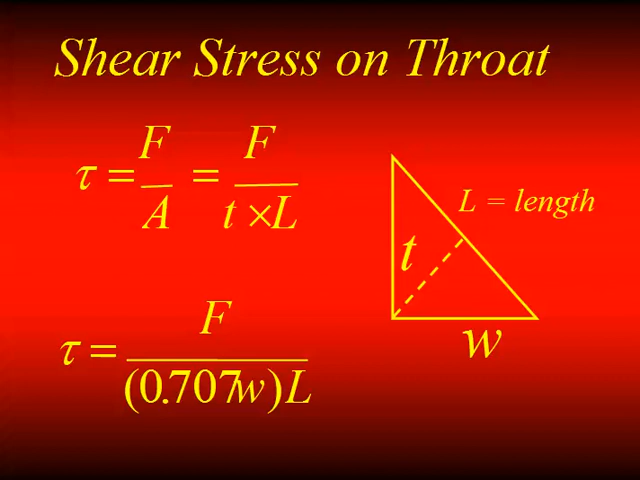 Shear Stress on Throat
τ = F/A = F/(t × L)
L = length
t
w
τ = F/((0.707w)L)